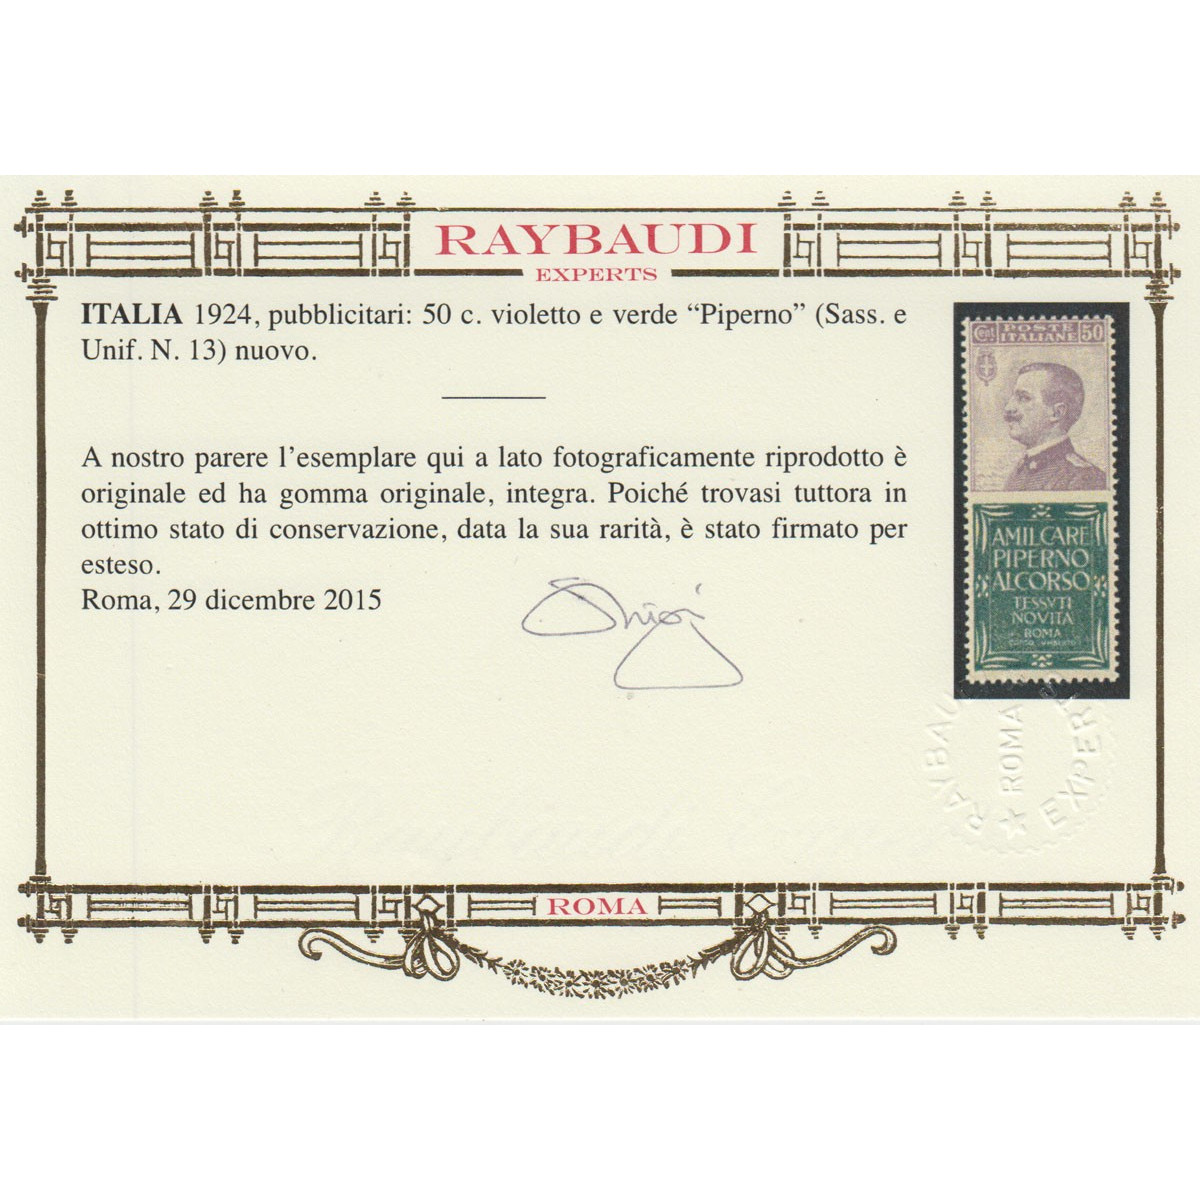 RAYBAUDI
EXPERTS
ITALIA 1924, pubblicitari: 50 c. violetto e verde “Piperno” (Sass. e
Unif. N. 13) nuovo.
A nostro parere l’esemplare qui a lato fotograficamente riprodotto è
originale ed ha gomma originale, integra. Poiché trovasi tuttora in
ottimo stato di conservazione, data la sua rarità, è stato firmato per
esteso.
Roma, 29 dicembre 2015
Cent. POSTE 50
ITALIANE
AMILCARE
PIPERNO
ALCORSO
TESSVTI
NOVITÀ
ROMA
RAYBAUDI EXPERTS
ROMA
ROMA